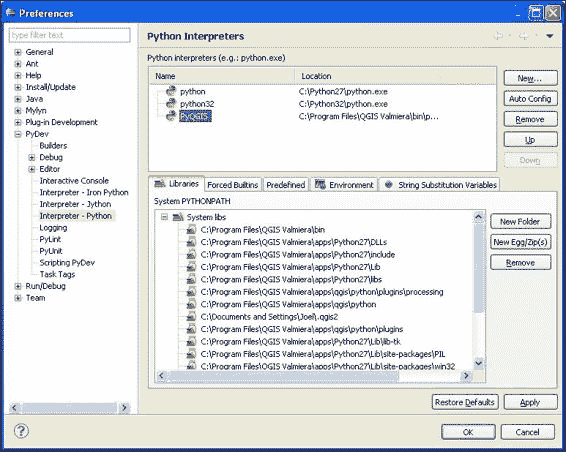 Preferences
type filter text
General
Ant
Help
Install/Update
Java
Mylyn
Plug-in Development
PyDev
Builders
Debug
Editor
Interactive Console
Interpreter - Iron Python
Interpreter - Jython
Interpreter - Python
Logging
PyLint
PyUnit
Scripting PyDev
Task Tags
Run/Debug
Team
Python Interpreters
Python interpreters (e.g.: python.exe)
Name Location
python C:\Python27\python.exe
python32 C:\Python32\python.exe
PyQGIS C:\Program Files\QGIS Valmiera\bin\p...
New...
Auto Config
Remove
Up
Down
Libraries Forced Builtins Predefined Environment String Substitution Variables
System PYTHONPATH
System libs
C:\Program Files\QGIS Valmiera\bin
C:\Program Files\QGIS Valmiera\apps\Python27\DLLs
C:\Program Files\QGIS Valmiera\apps\Python27\include
C:\Program Files\QGIS Valmiera\apps\Python27\Lib
C:\Program Files\QGIS Valmiera\apps\Python27\libs
C:\Program Files\QGIS Valmiera\apps\qgis\python\plugins\processing
C:\Program Files\QGIS Valmiera\apps\qgis\python
C:\Documents and Settings\Joel\.qgis2
C:\Program Files\QGIS Valmiera\apps\qgis\python\plugins
C:\Program Files\QGIS Valmiera\apps\Python27\Lib\lib-tk
C:\Program Files\QGIS Valmiera\apps\Python27\Lib\site-packages\PIL
C:\Program Files\QGIS Valmiera\apps\Python27\Lib\site-packages\win32
New Folder
New Egg/Zip(s)
Remove
Restore Defaults Apply
OK Cancel